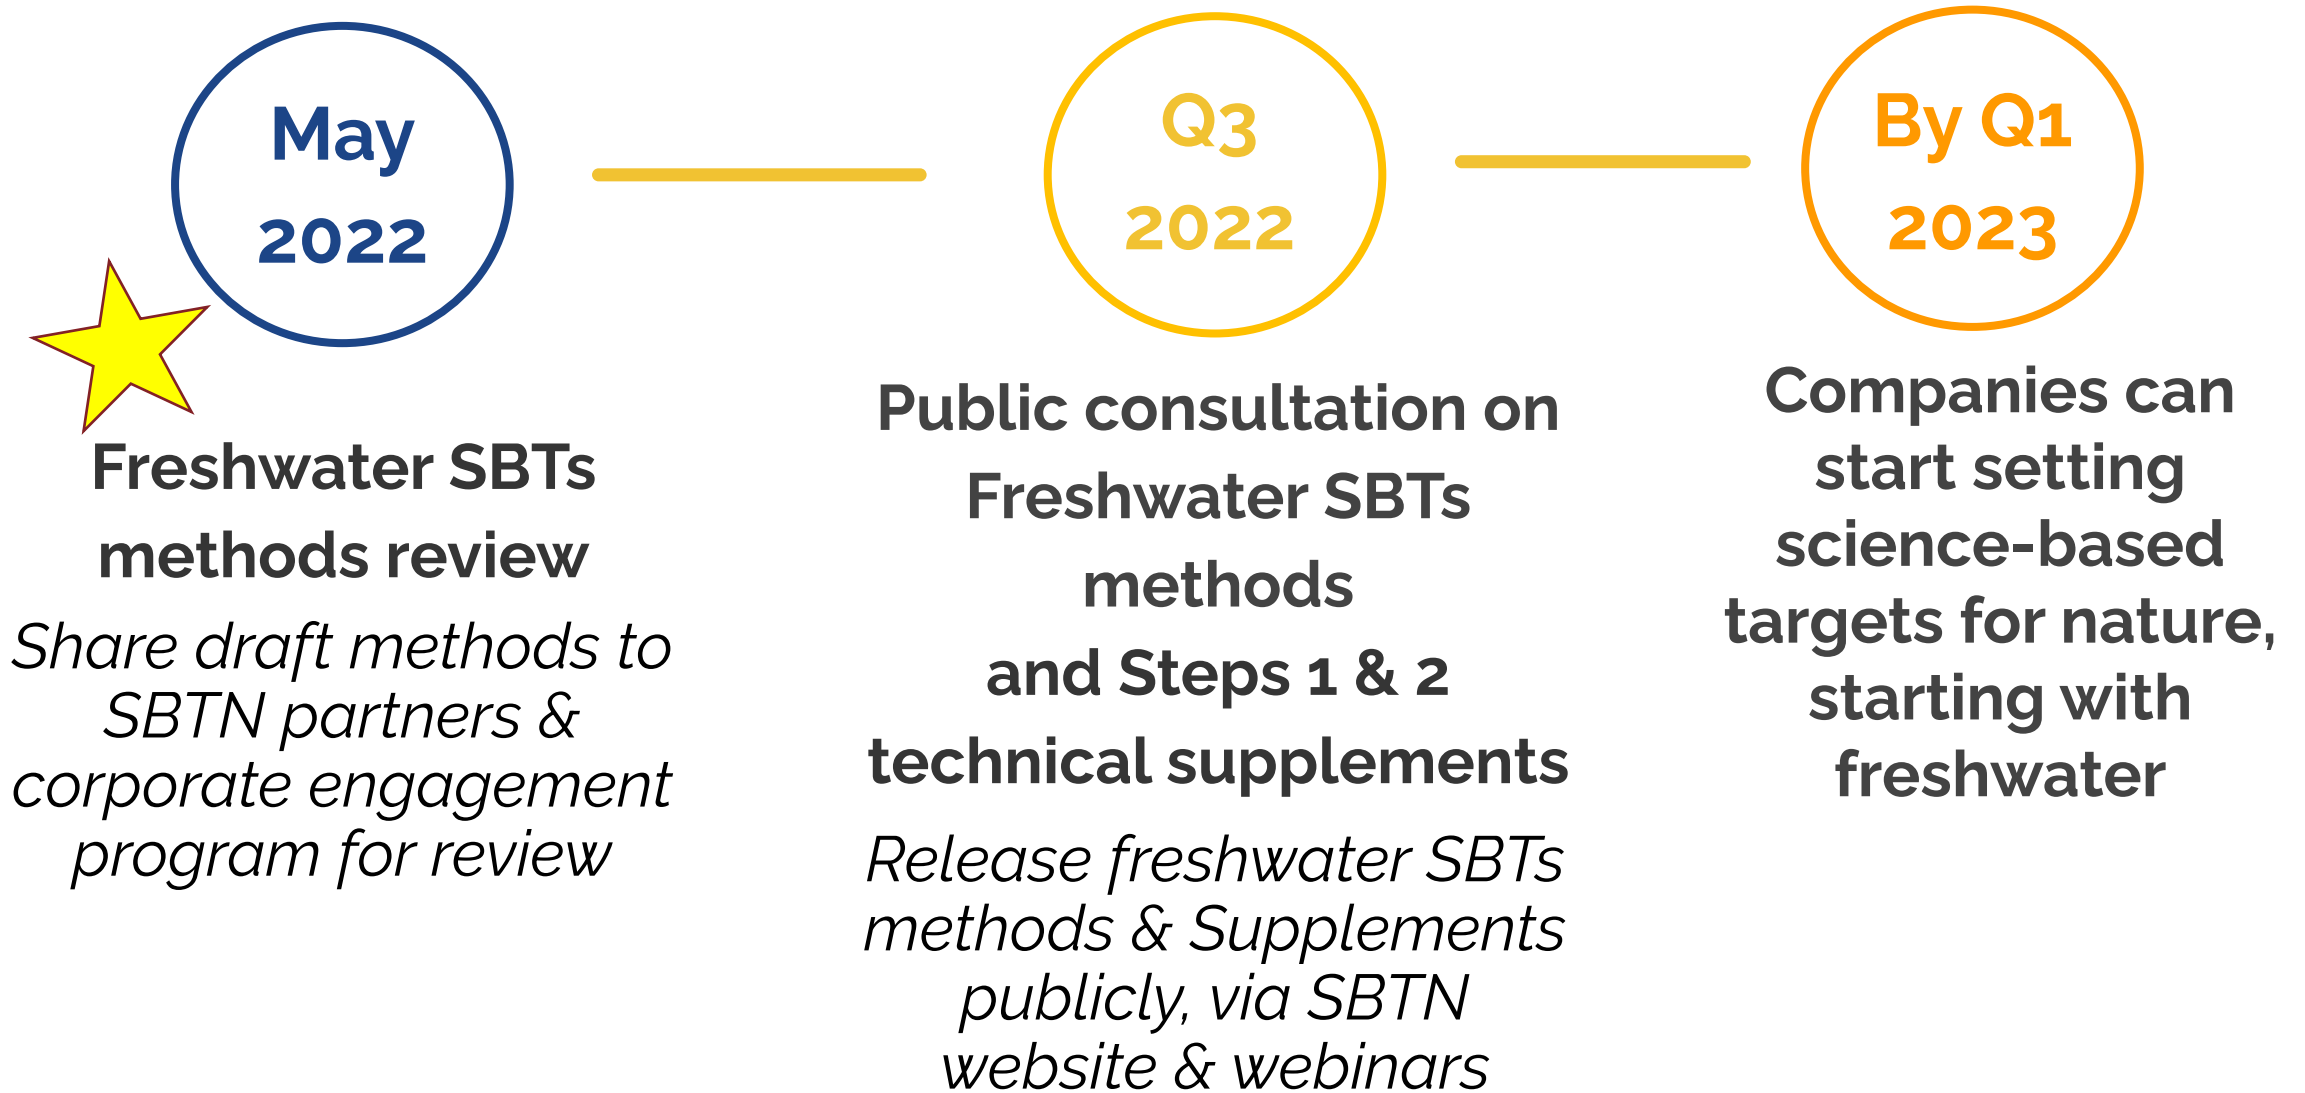 May
2022
Freshwater SBTs
methods review
Share draft methods to
SBTN partners &
corporate engagement
program for review
Q3
2022
Public consultation on
Freshwater SBTs
methods
and Steps 1 & 2
technical supplements
Release freshwater SBTs
methods & Supplements
publicly, via SBTN
website & webinars
By Q1
2023
Companies can
start setting
science-based
targets for nature,
starting with
freshwater